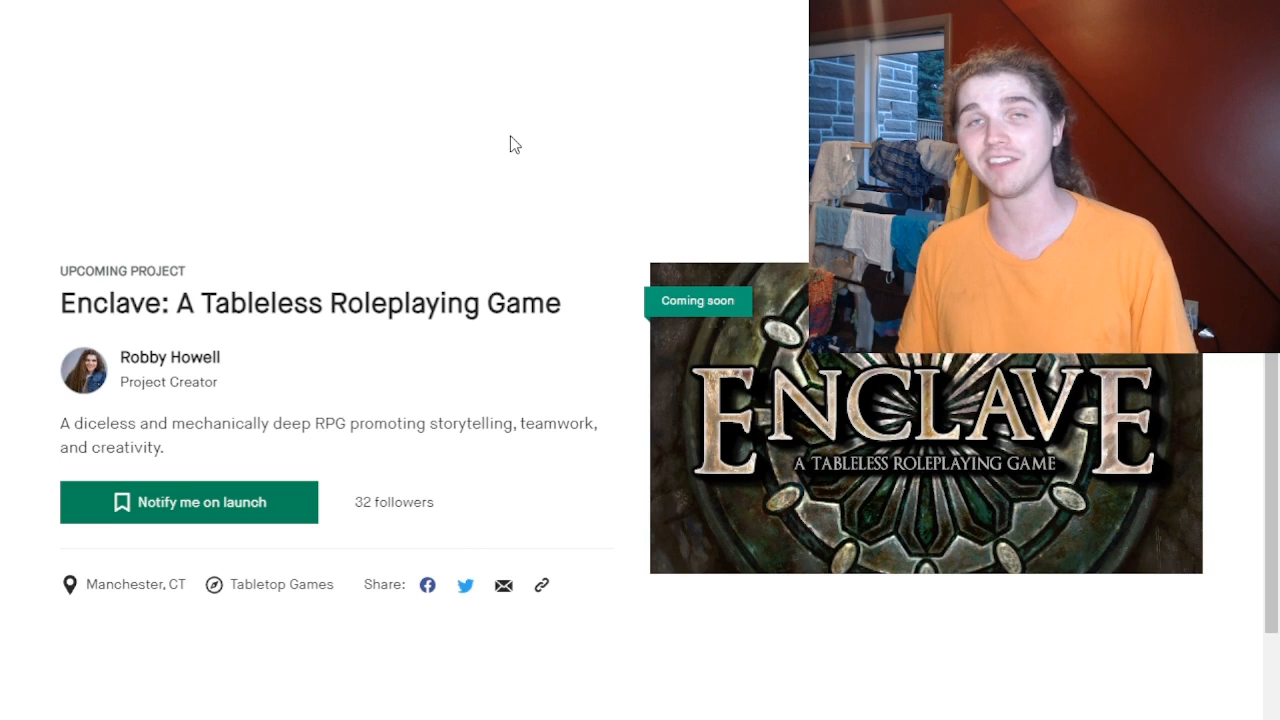 UPCOMING PROJECT
Enclave: A Tableless Roleplaying Game
Robby Howell
Project Creator
A diceless and mechanically deep RPG promoting storytelling, teamwork,
and creativity.
Notify me on launch
32 followers
Manchester, CT
Tabletop Games
Share:
Coming soon
ENCLAVE
A TABLELESS ROLEPLAYING GAME